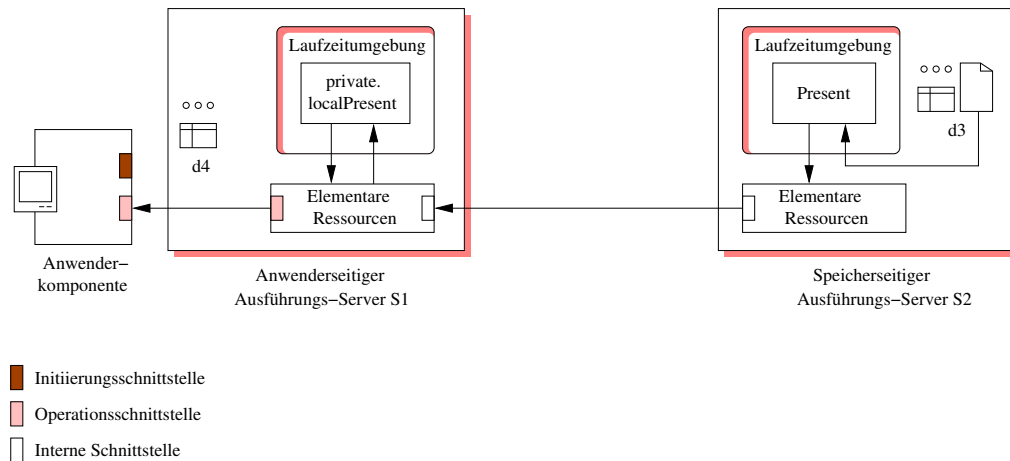 Laufzeitumgebung
private.
localPresent
d4
Elementare
Ressourcen
Laufzeitumgebung
Present
d3
Elementare
Ressourcen
Anwender−
komponente
Anwenderseitiger
Ausführungs−Server S1
Speicherseitiger
Ausführungs−Server S2
Initiierungsschnittstelle
Operationsschnittstelle
Interne Schnittstelle